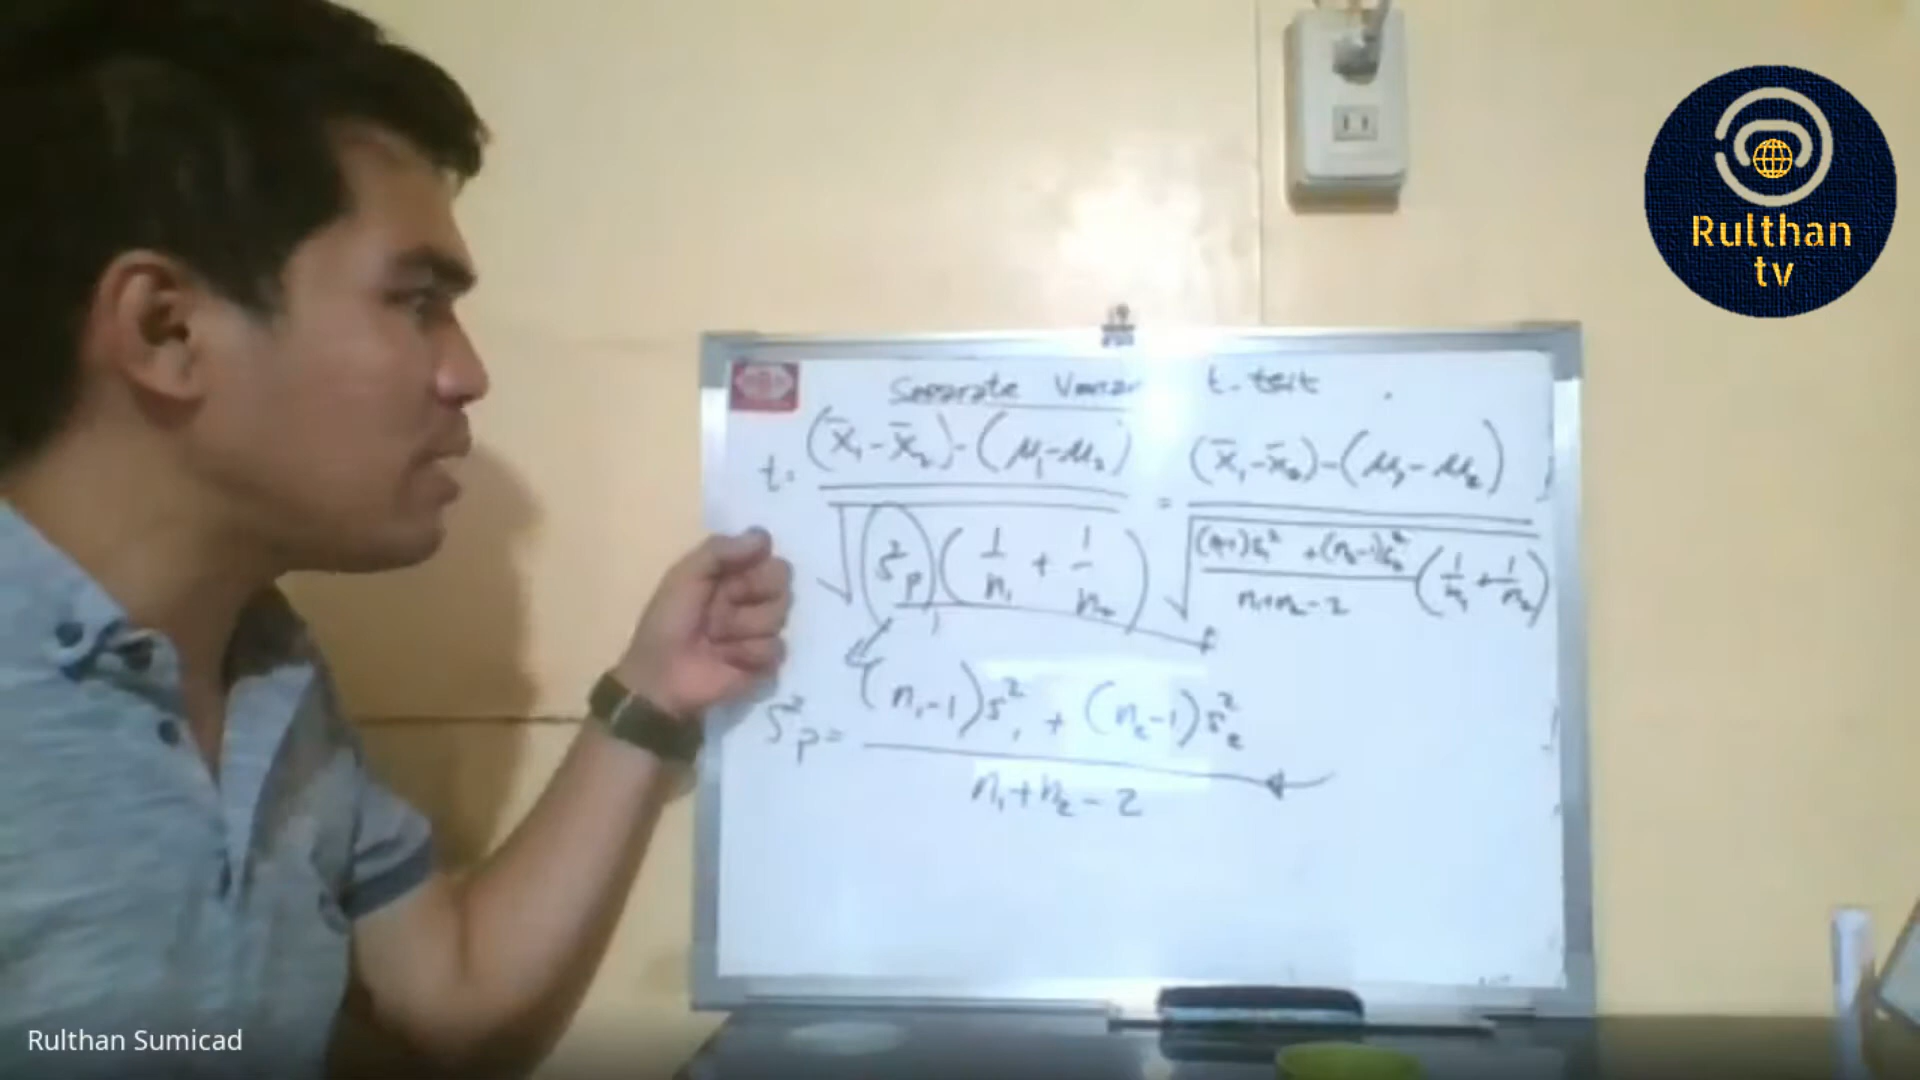 Rulthan
tv
Separate Varian t-test
t = (x̄₁-x̄₂)-(μ₁-μ₂) / √(s²p (1/n₁ + 1/n₂)) = (x̄₁-x̄₂)-(μ₁-μ₂) / √((n₁-1)s₁² + (n₂-1)s₂² / n₁+n₂-2 (1/n₁ + 1/n₂))
s²p = (n₁-1)s₁² + (n₂-1)s₂² / n₁+n₂-2
Rulthan Sumicad